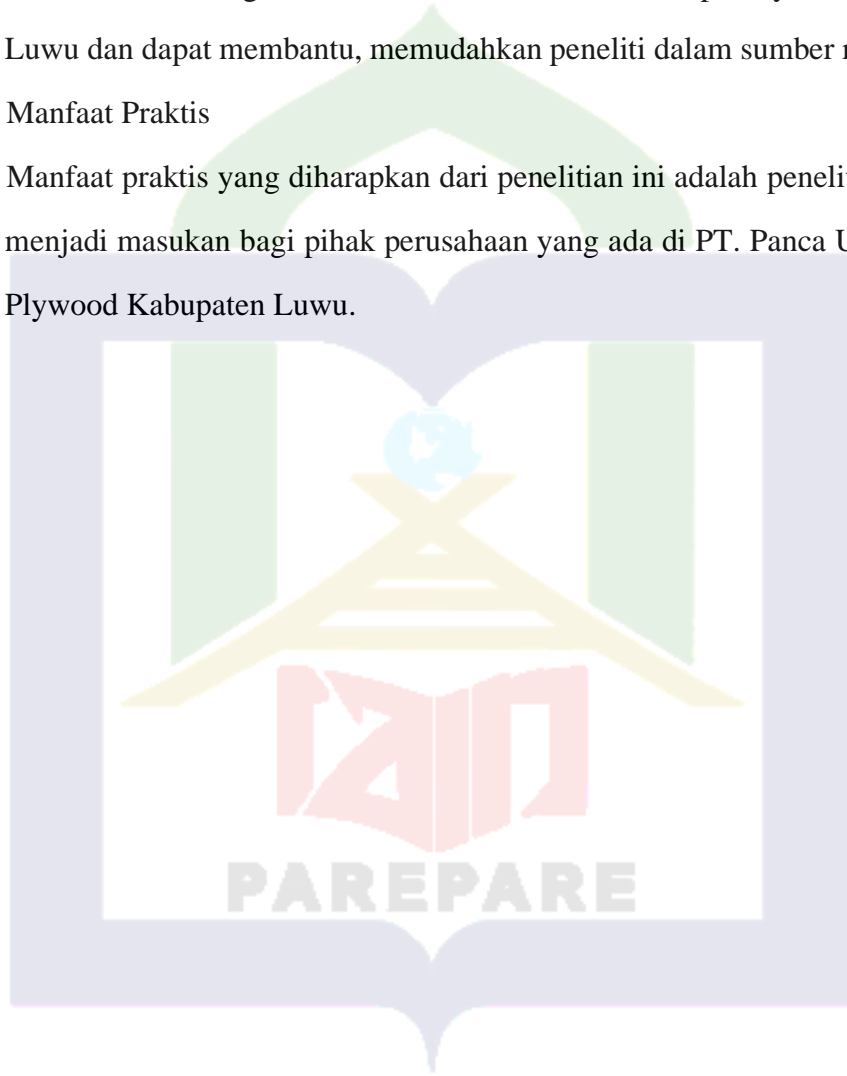 Luwu dan dapat membantu, memudahkan peneliti dalam sumber
Manfaat Praktis
Manfaat praktis yang diharapkan dari penelitian ini adalah
menjadi masukan bagi pihak perusahaan yang ada di PT. Panca
Plywood Kabupaten Luwu.
iain
PAREPARE